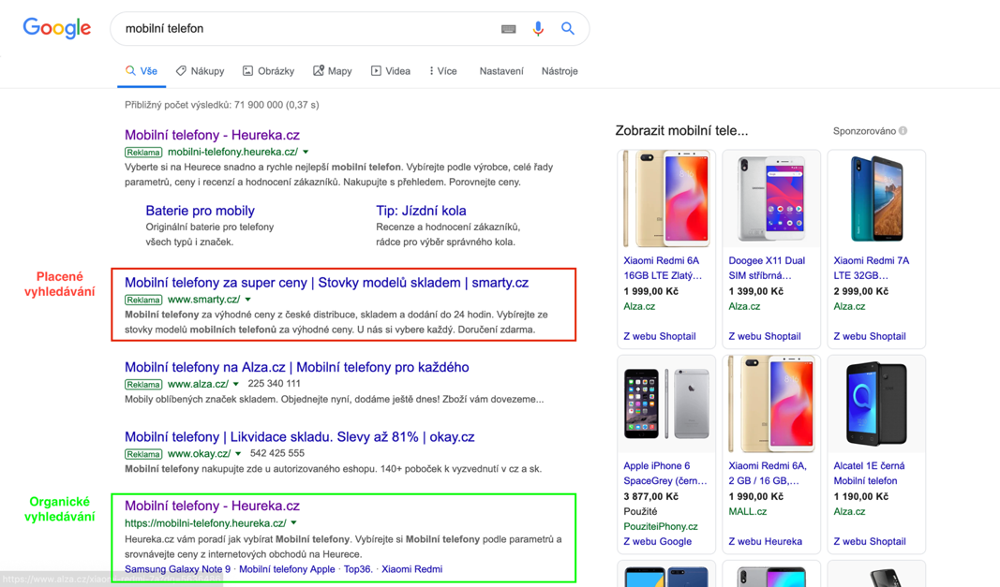 Google
mobilní telefon
Vše
Nákupy
Obrázky
Mapy
Videa
Více
Nastavení
Nástroje
Přibližný počet výsledků: 71 900 000 (0,37 s)
Mobilní telefony - Heureka.cz
Reklama mobilni-telefony.heureka.cz/
Vyberte si na Heurece snadno a rychle nejlepší mobilní telefon. Vybírejte podle výrobce, celé řady
parametrů, ceny i recenzí a hodnocení zákazníků. Nakupujte s přehledem. Porovnejte ceny.
Baterie pro mobily
Originální baterie pro telefony
všech typů i značek.
Tip: Jízdní kola
Recenze a hodnocení zákazníků,
rádce pro výběr správného kola.
Placené
vyhledávání
Mobilní telefony za super ceny | Stovky modelů skladem | smarty.cz
Reklama www.smarty.cz/
Mobilní telefony za výhodné ceny z české distribuce, skladem a dodání do 24 hodin. Vybírejte ze
stovky modelů mobilních telefonů za výhodné ceny. U nás si vybere každý. Doručení zdarma.
Mobilní telefony na Alza.cz | Mobilní telefony pro každého
Reklama www.alza.cz/ 225 340 111
Mobily oblíbených značek skladem. Objednejte nyní, dodáme ještě dnes! Zboží vám dovezeme...
Mobilní telefony | Likvidace skladu. Slevy až 81% | okay.cz
Reklama www.okay.cz/ 542 425 555
Mobilní telefony nakupujte zde u autorizovaného eshopu. 140+ poboček k vyzvednutí v cz a sk.
Organické
vyhledávání
Mobilní telefony - Heureka.cz
https://mobilni-telefony.heureka.cz/
Heureka.cz vám poradí jak vybírat Mobilní telefony. Vybírejte si Mobilní telefony podle parametrů a
srovnávejte ceny z internetových obchodů na Heurece.
Samsung Galaxy Note 9 · Mobilní telefony Apple · Top36. · Xiaomi Redmi
Zobrazit mobilní tele...
Sponzorováno
Xiaomi Redmi 6A
16GB LTE Zlatý...
1 999,00 Kč
Alza.cz
Z webu Shoptail
Doogee X11 Dual
SIM stříbrná...
1 399,00 Kč
Alza.cz
Z webu Shoptail
Xiaomi Redmi 7A
LTE 32GB...
2 999,00 Kč
Alza.cz
Z webu Shoptail
Apple iPhone 6
SpaceGrey (čern...
3 877,00 Kč
Použité
PouziteiPhony.cz
Z webu Google
Xiaomi Redmi 6A,
2 GB / 16 GB,...
1 990,00 Kč
MALL.cz
Z webu Heureka
Alcatel 1E černá
Mobilní telefon
1 190,00 Kč
Alza.cz
Z webu Shoptail